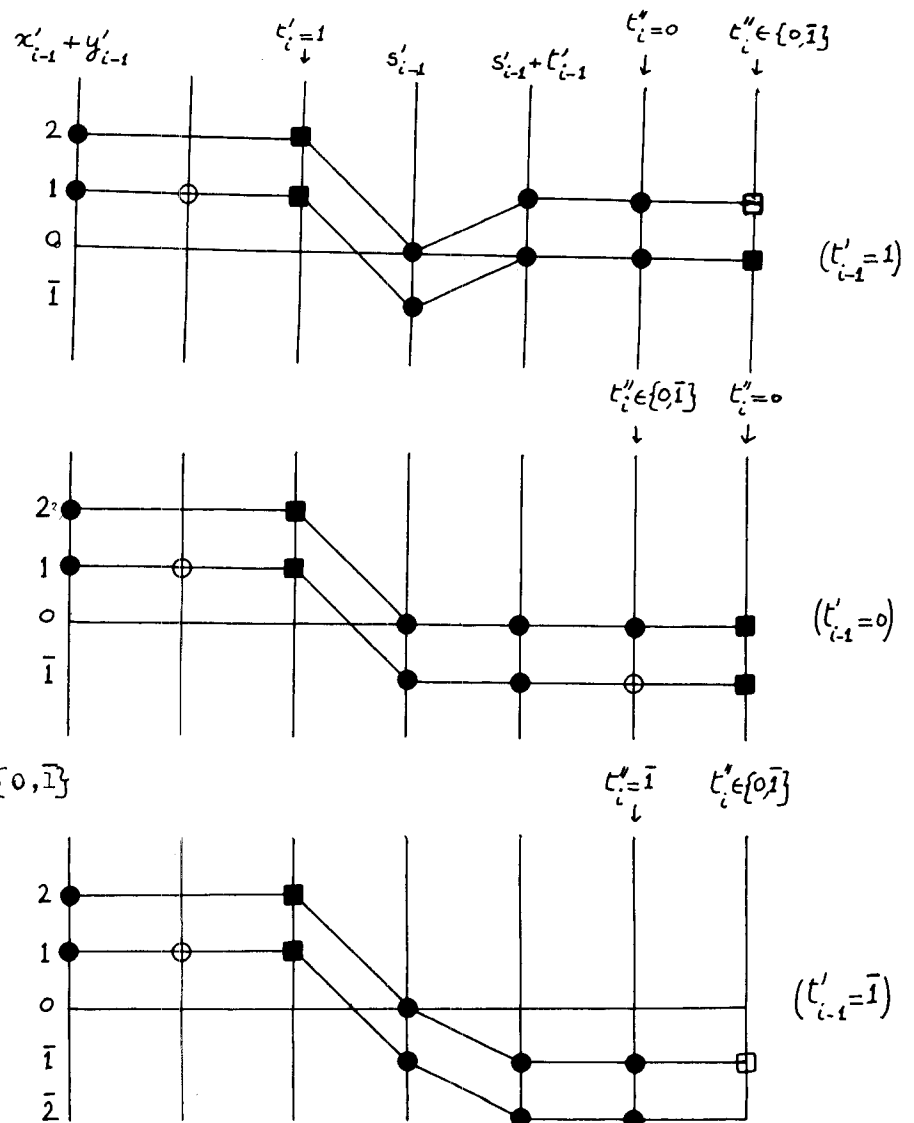 x′_{i-1} + y′_{i-1} t′_i = 1 s′_{i-1} s′_{i-1} + t′_{i-1} t″_i = 0 t″_i ∈ {0, 1̄}
2
1
0
1̄
(t′_{i-1} = 1)
t″_i ∈ {0, 1̄} t″_i = 0
2
1
0
1̄
(t′_{i-1} = 0)
{0, 1̄} t″_i = 1̄ t″_i ∈ {0, 1̄}
2
1
0
1̄
2̄
(t′_{i-1} = 1̄)